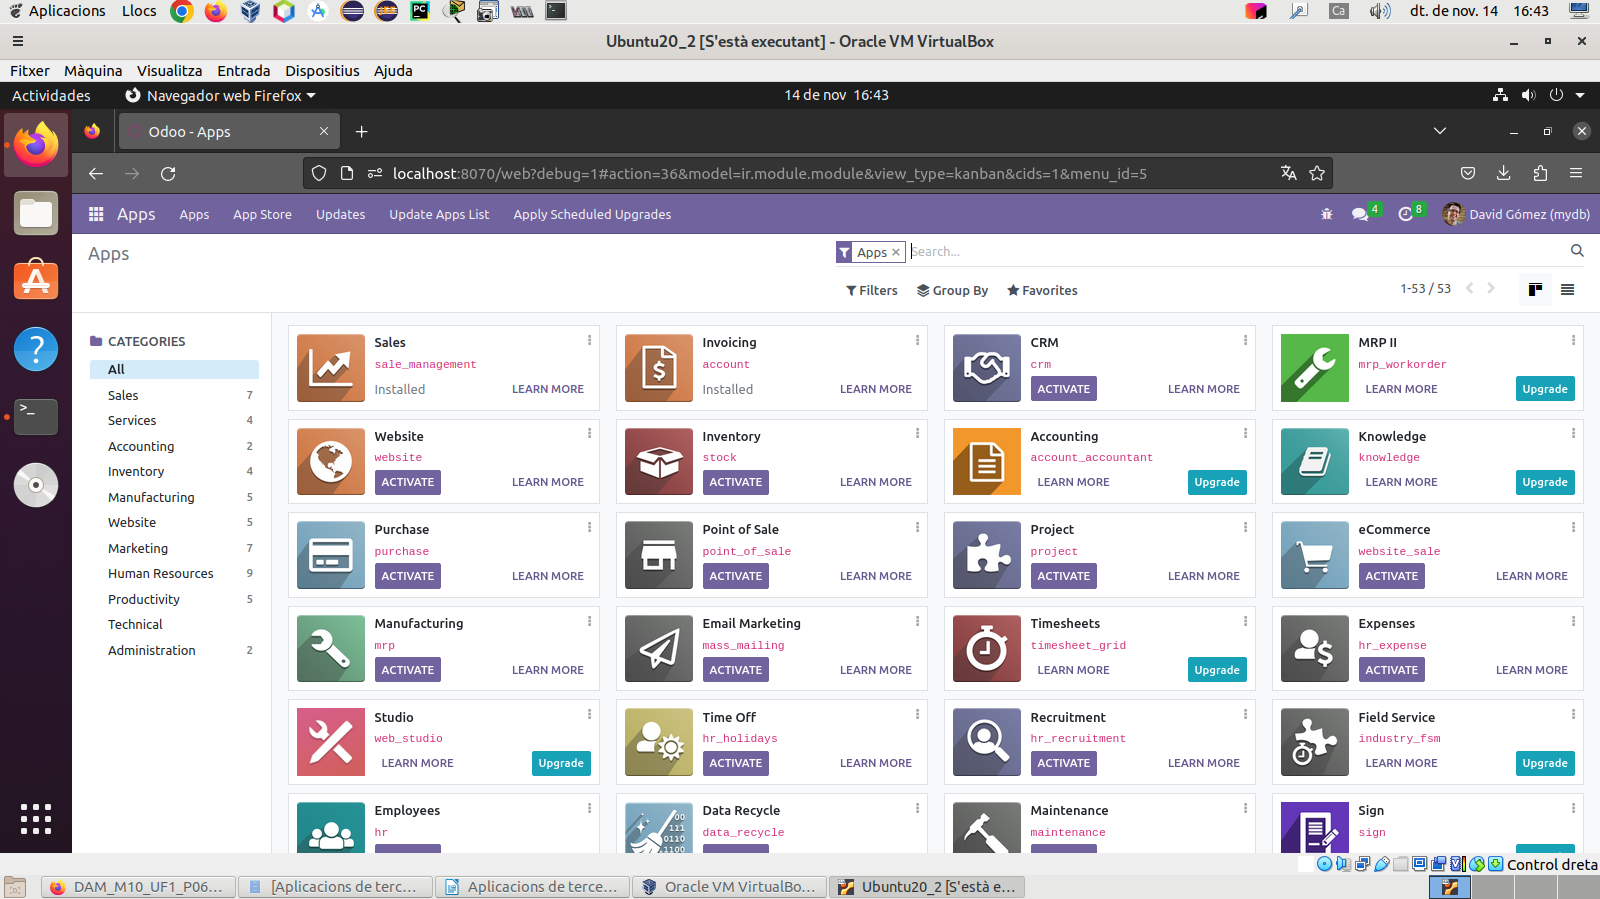 Aplicacions Llocs Ca dt. de nov. 14 16:43
Ubuntu20_2 [S'està executant] - Oracle VM VirtualBox
Fitxer Màquina Visualitza Entrada Dispositius Ajuda
Actividades Navegador web Firefox 14 de nov 16:43
Odoo - Apps
localhost:8070/web?debug=1#action=36&model=ir.module.module&view_type=kanban&cids=1&menu_id=5
Apps Apps App Store Updates Update Apps List Apply Scheduled Upgrades 4 8 David Gómez (mydb)
Apps Apps Search...
Filters Group By Favorites 1-53 / 53
CATEGORIES
All
Sales 7
Services 4
Accounting 2
Inventory 4
Manufacturing 5
Website 5
Marketing 7
Human Resources 9
Productivity 5
Technical
Administration 2
Sales
sale_management
Installed LEARN MORE
Invoicing
account
Installed LEARN MORE
CRM
crm
ACTIVATE LEARN MORE
MRP II
mrp_workorder
LEARN MORE Upgrade
Website
website
ACTIVATE LEARN MORE
Inventory
stock
ACTIVATE LEARN MORE
Accounting
account_accountant
LEARN MORE Upgrade
Knowledge
knowledge
LEARN MORE Upgrade
Purchase
purchase
ACTIVATE LEARN MORE
Point of Sale
point_of_sale
ACTIVATE LEARN MORE
Project
project
ACTIVATE LEARN MORE
eCommerce
website_sale
ACTIVATE LEARN MORE
Manufacturing
mrp
ACTIVATE LEARN MORE
Email Marketing
mass_mailing
ACTIVATE LEARN MORE
Timesheets
timesheet_grid
LEARN MORE Upgrade
Expenses
hr_expense
ACTIVATE LEARN MORE
Studio
web_studio
LEARN MORE Upgrade
Time Off
hr_holidays
ACTIVATE LEARN MORE
Recruitment
hr_recruitment
ACTIVATE LEARN MORE
Field Service
industry_fsm
LEARN MORE Upgrade
Employees
hr
Data Recycle
data_recycle
Maintenance
maintenance
Sign
sign
Control dreta
DAM_M10_UF1_P06... [Aplicacions de terc... Aplicacions de terce... Oracle VM VirtualBo... Ubuntu20_2 [S'està e...